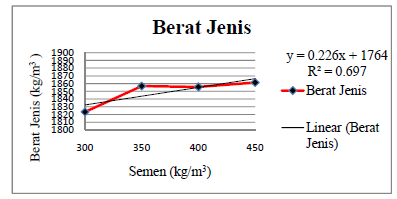 Berat Jenis
Berat Jenis (kg/m³)
1900
1890
1880
1870
1860
1850
1840
1830
1820
1810
1800
300 350 400 450
Semen (kg/m³)
y = 0.226x + 1764
R² = 0.697
Berat Jenis
Linear (Berat
Jenis)